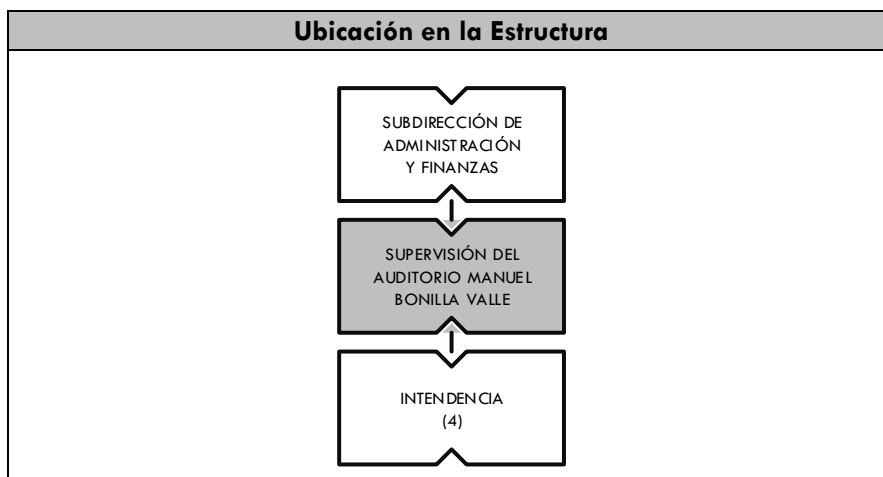 Ubicación en la Estructura
SUBDIRECCIÓN DE
ADMINISTRACIÓN
Y FINANZAS
SUPERVISIÓN DEL
AUDITORIO MANUEL
BONILLA VALLE
INTENDENCIA
(4)